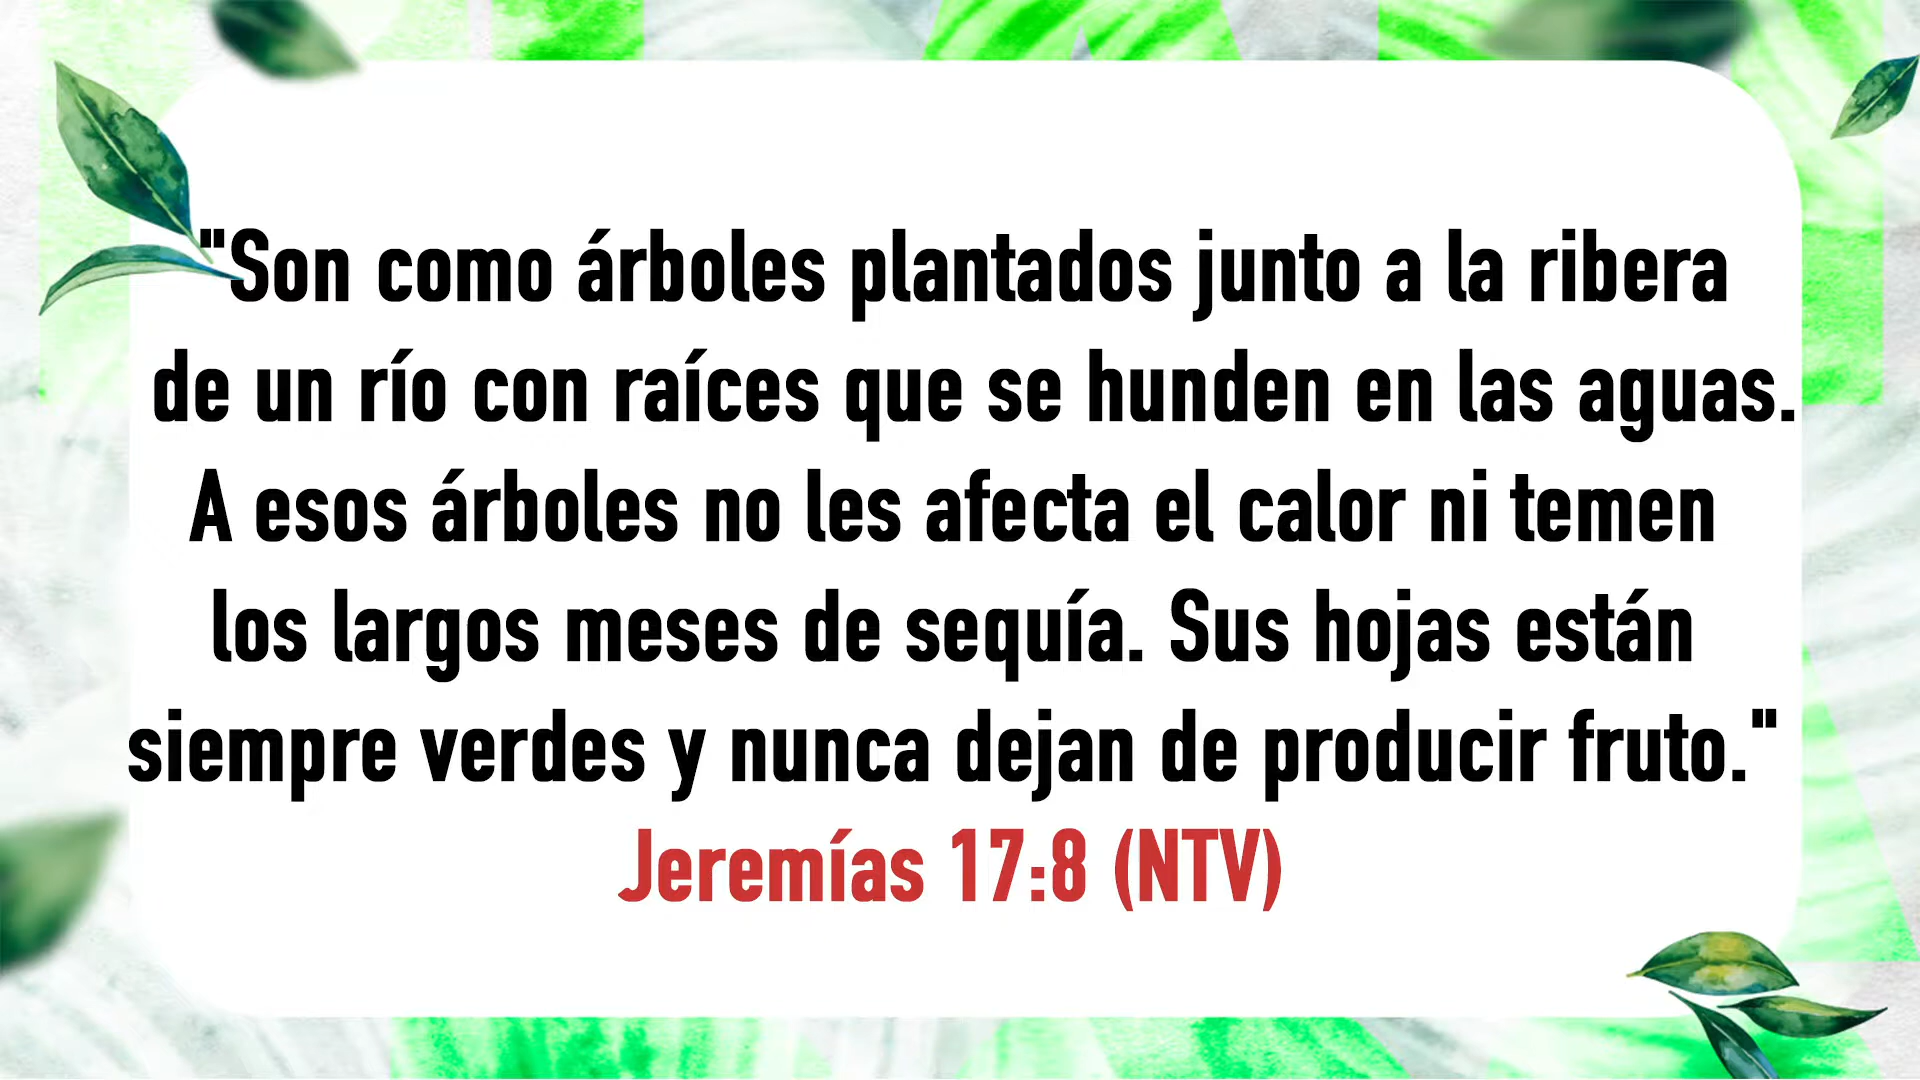 "Son como árboles plantados junto a la ribera
de un río con raíces que se hunden en las aguas.
A esos árboles no les afecta el calor ni temen
los largos meses de sequía. Sus hojas están
siempre verdes y nunca dejan de producir fruto."
Jeremías 17:8 (NTV)